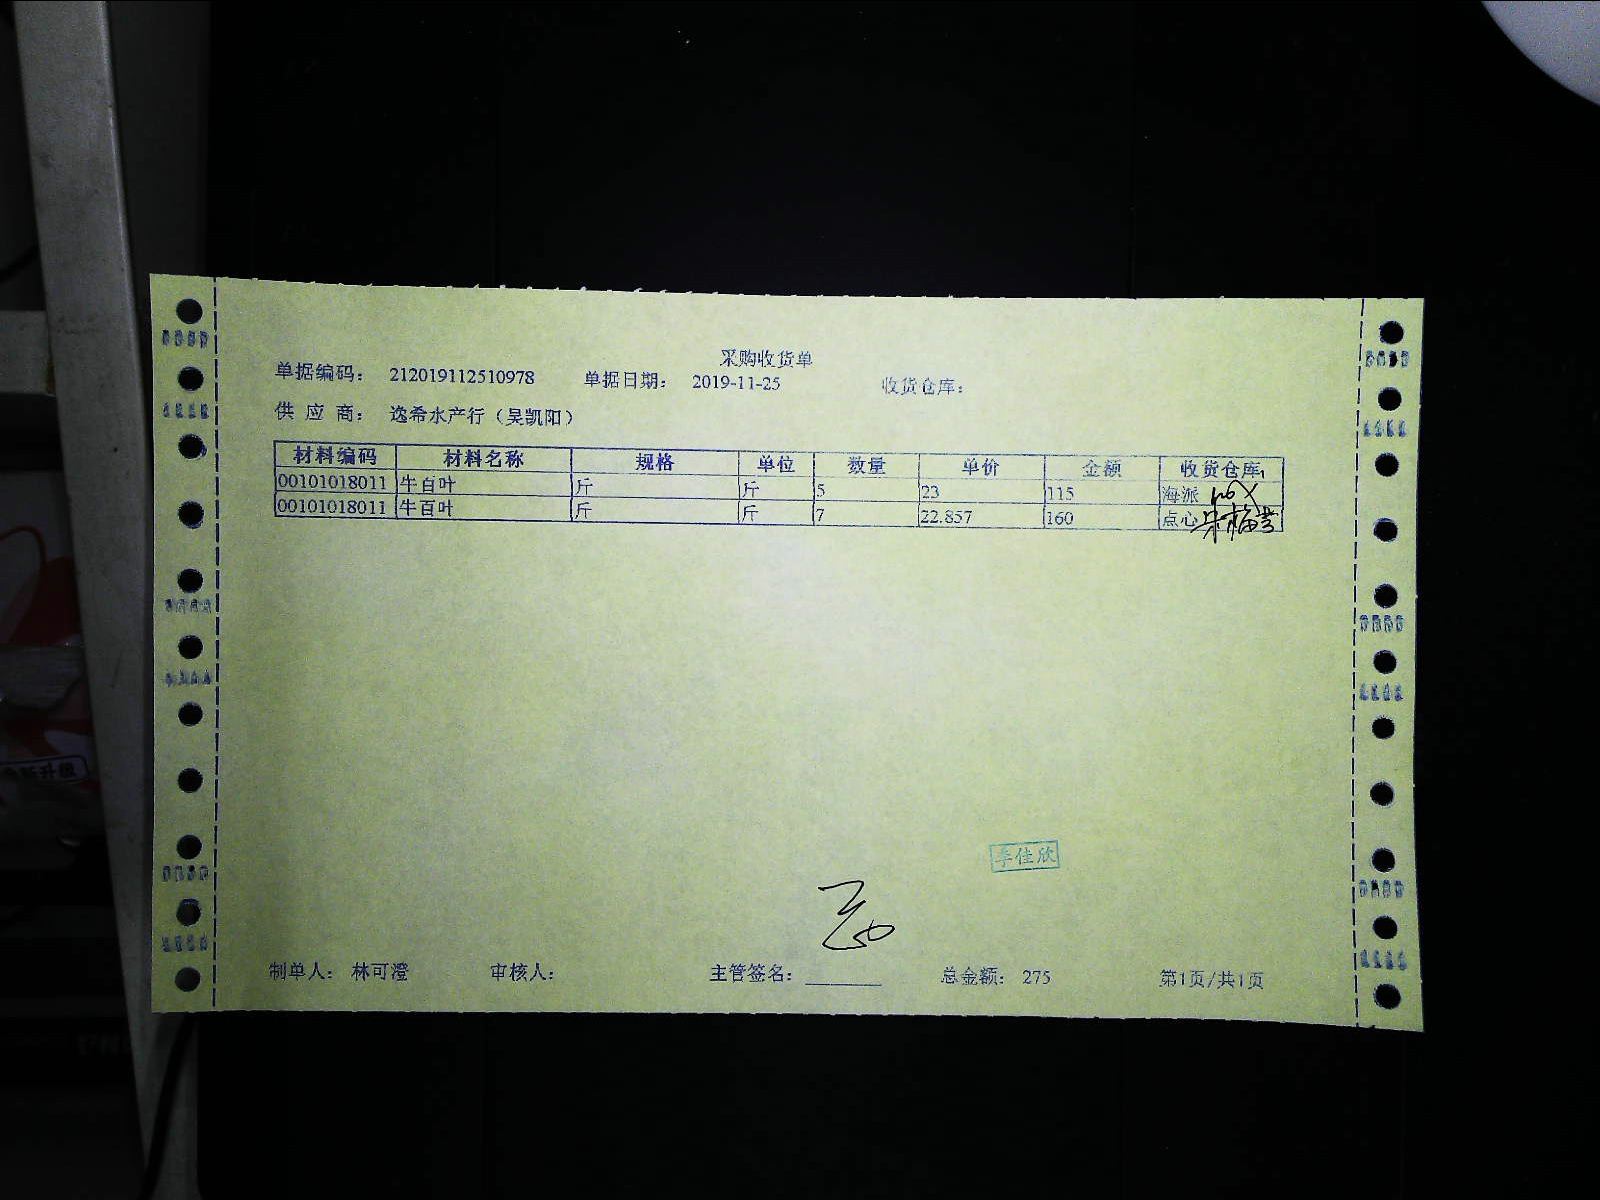 采购收货单
单据编码： 212019112510978 单据日期： 2019-11-25 收货仓库：
供 应 商： 逸希水产行（吴凯阳）
材料编码 材料名称 规格 单位 数量 单价 金额 收货仓库
00101018011 牛百叶 斤 斤 5 23 115 海派
00101018011 牛百叶 斤 斤 7 22.857 160 点心
李佳欣
制单人： 林可澄 审核人： 主管签名： 总金额： 275 第1页/共1页